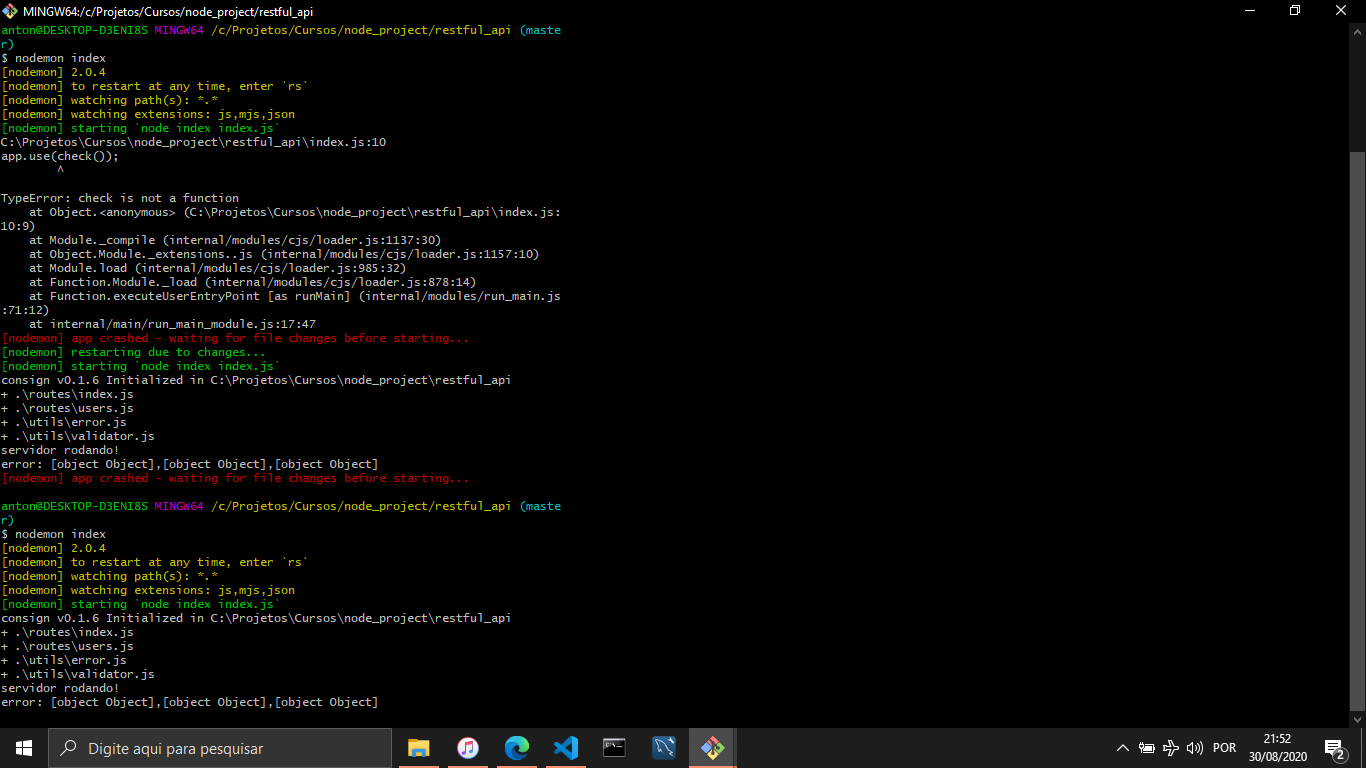 MINGW64:/c/Projetos/Cursos/node_project/restful_api
anton@DESKTOP-D3ENI8S MINGW64 /c/Projetos/Cursos/node_project/restful_api (maste
r)
$ nodemon index
[nodemon] 2.0.4
[nodemon] to restart at any time, enter `rs`
[nodemon] watching path(s): *.*
[nodemon] watching extensions: js,mjs,json
[nodemon] starting `node index index.js`
C:\Projetos\Cursos\node_project\restful_api\index.js:10
app.use(check());
        ^
TypeError: check is not a function
    at Object.<anonymous> (C:\Projetos\Cursos\node_project\restful_api\index.js:
10:9)
    at Module._compile (internal/modules/cjs/loader.js:1137:30)
    at Object.Module._extensions..js (internal/modules/cjs/loader.js:1157:10)
    at Module.load (internal/modules/cjs/loader.js:985:32)
    at Function.Module._load (internal/modules/cjs/loader.js:878:14)
    at Function.executeUserEntryPoint [as runMain] (internal/modules/run_main.js
:71:12)
    at internal/main/run_main_module.js:17:47
[nodemon] app crashed - waiting for file changes before starting...
[nodemon] restarting due to changes...
[nodemon] starting `node index index.js`
consign v0.1.6 Initialized in C:\Projetos\Cursos\node_project\restful_api
+ .\routes\index.js
+ .\routes\users.js
+ .\utils\error.js
+ .\utils\validator.js
servidor rodando!
error: [object Object],[object Object],[object Object]
[nodemon] app crashed - waiting for file changes before starting...
anton@DESKTOP-D3ENI8S MINGW64 /c/Projetos/Cursos/node_project/restful_api (maste
r)
$ nodemon index
[nodemon] 2.0.4
[nodemon] to restart at any time, enter `rs`
[nodemon] watching path(s): *.*
[nodemon] watching extensions: js,mjs,json
[nodemon] starting `node index index.js`
consign v0.1.6 Initialized in C:\Projetos\Cursos\node_project\restful_api
+ .\routes\index.js
+ .\routes\users.js
+ .\utils\error.js
+ .\utils\validator.js
servidor rodando!
error: [object Object],[object Object],[object Object]
Digite aqui para pesquisar
POR
21:52
30/08/2020
2